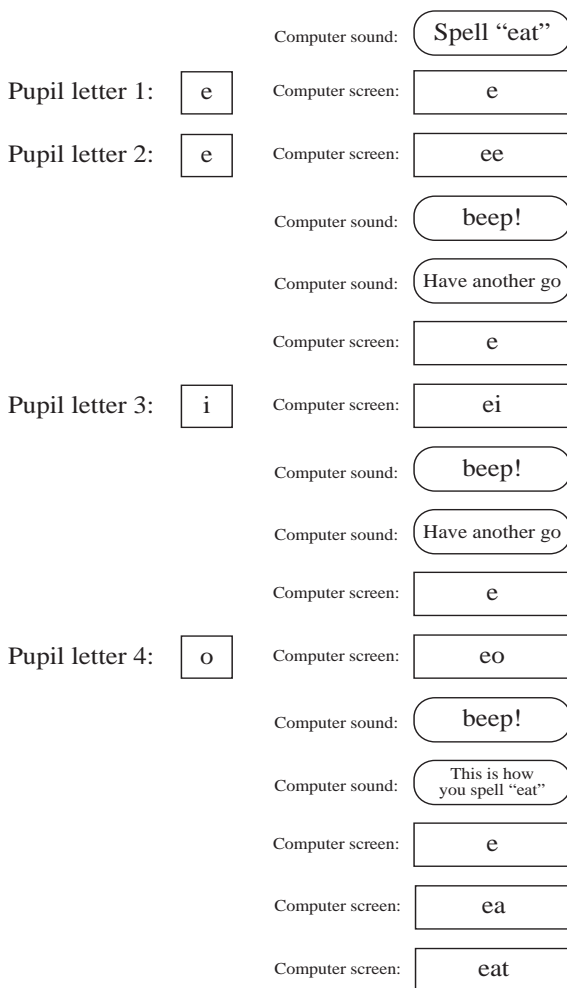 Computer sound: Spell “eat”
Pupil letter 1: e Computer screen: e
Pupil letter 2: e Computer screen: ee
Computer sound: beep!
Computer sound: Have another go
Computer screen: e
Pupil letter 3: i Computer screen: ei
Computer sound: beep!
Computer sound: Have another go
Computer screen: e
Pupil letter 4: o Computer screen: eo
Computer sound: beep!
Computer sound: This is how
you spell “eat”
Computer screen: e
Computer screen: ea
Computer screen: eat